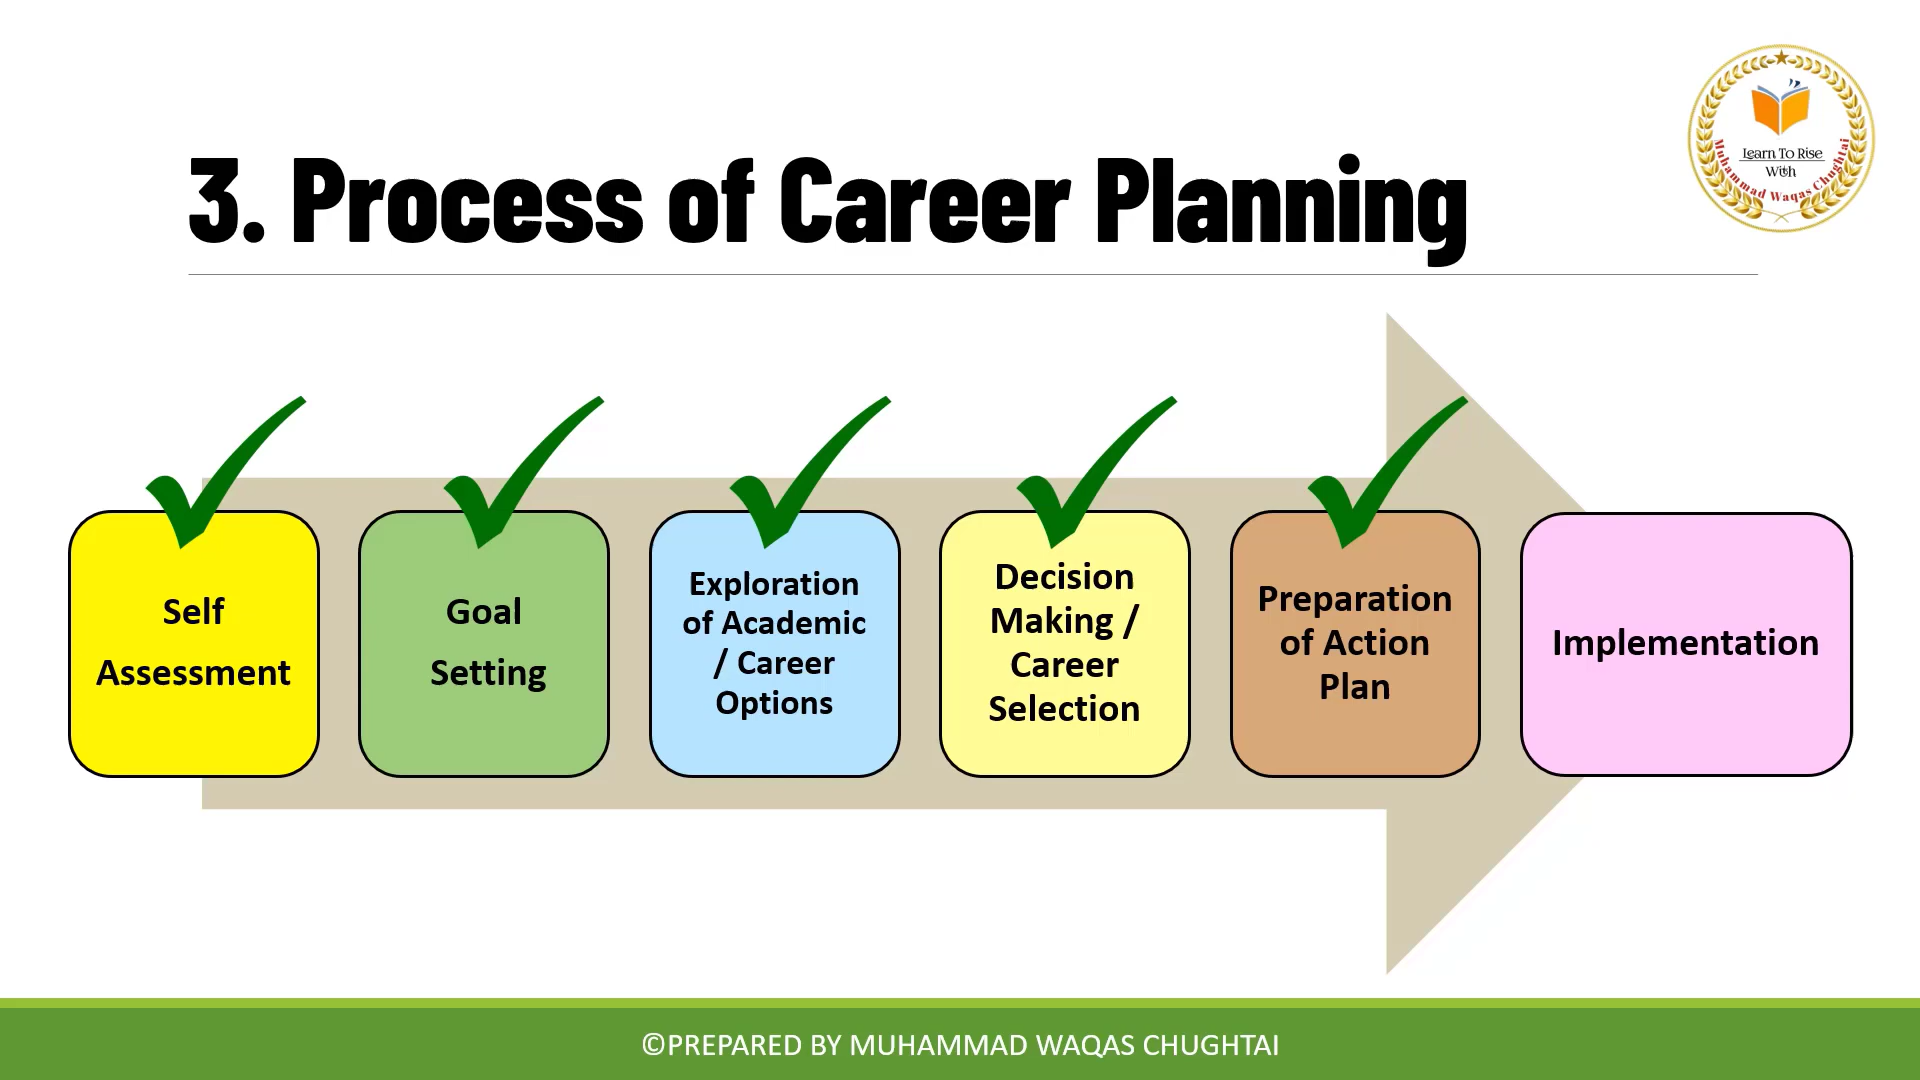 3. Process of Career Planning
Learn To Rise
With
Muhammad Waqas Chughtai
Self
Assessment
Goal
Setting
Exploration
of Academic
/ Career
Options
Decision
Making /
Career
Selection
Preparation
of Action
Plan
Implementation
©PREPARED BY MUHAMMAD WAQAS CHUGHTAI